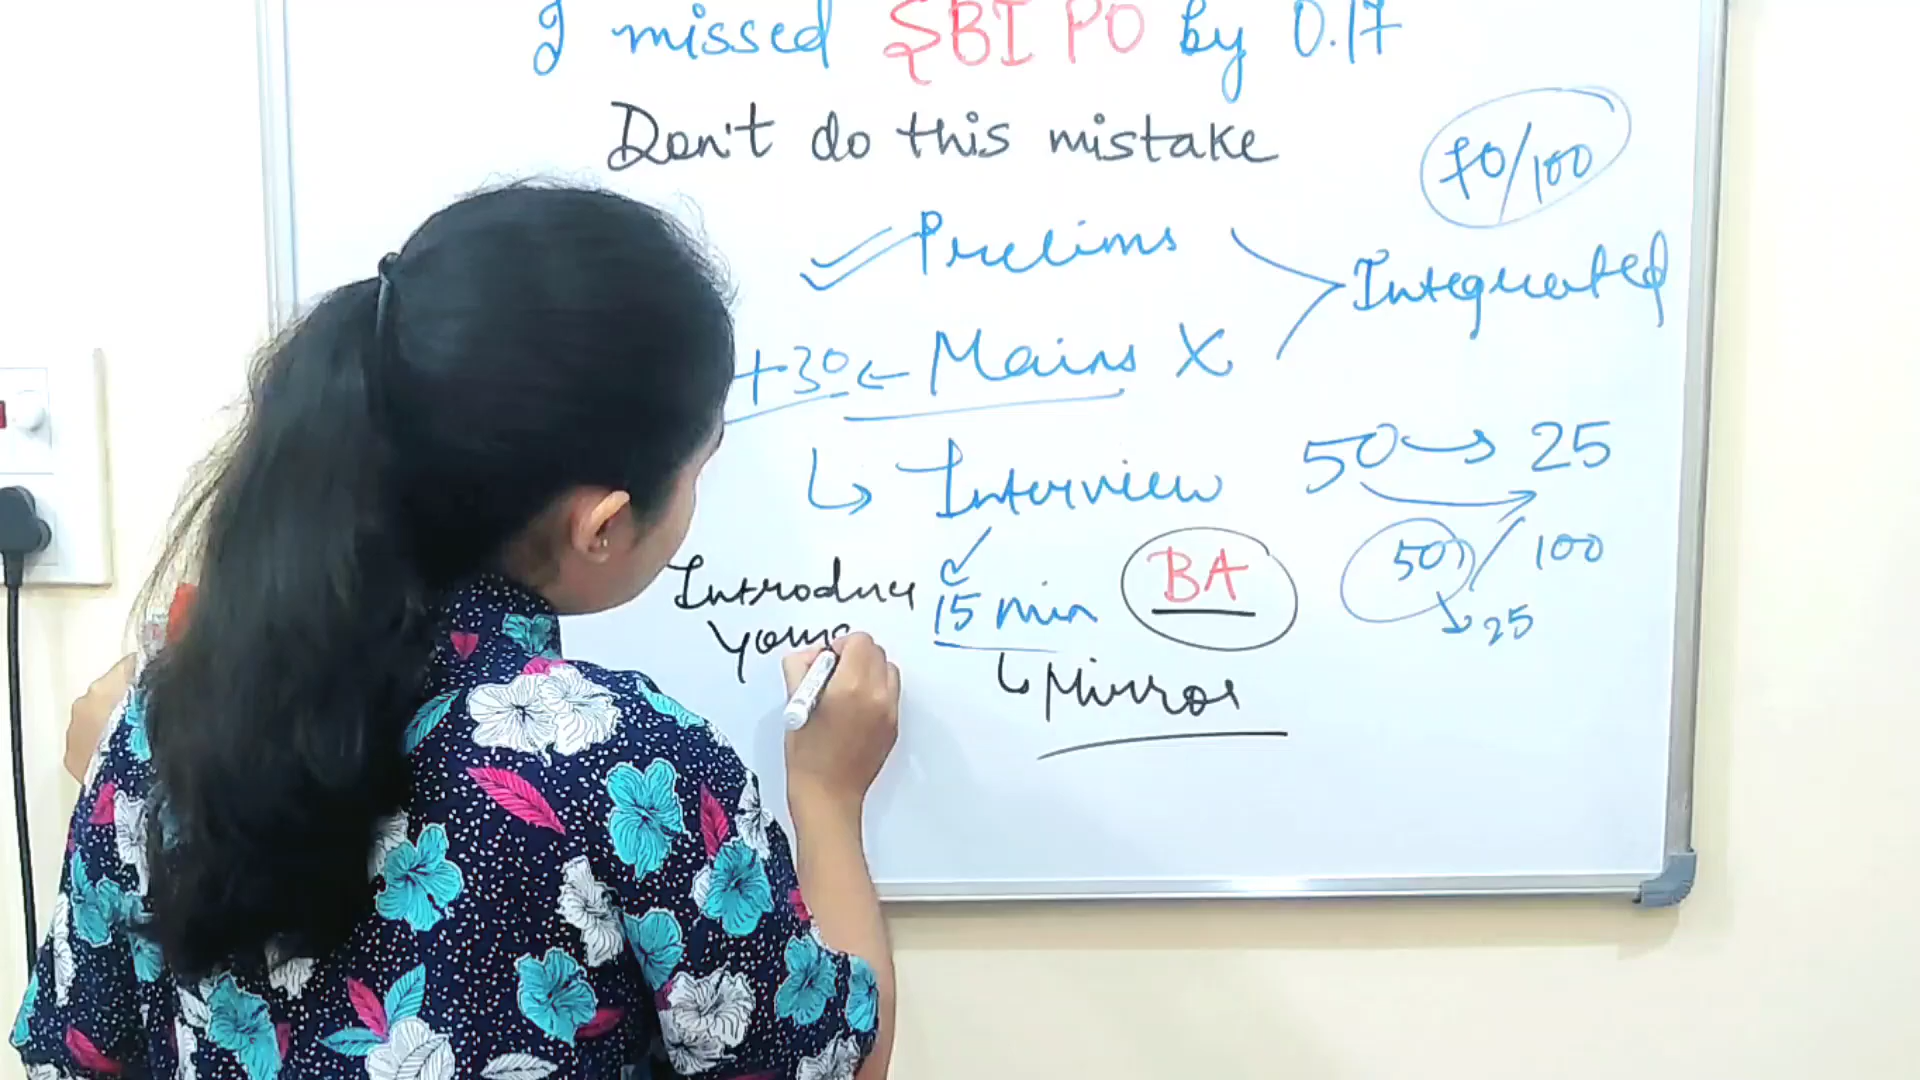 I missed SBI PO by 0.17
Don't do this mistake
70/100
Prelims
Integrated
+30 ← Mains X
50 → 25
Interview
50 / 100
25
Introduce
15 min
BA
Mirror